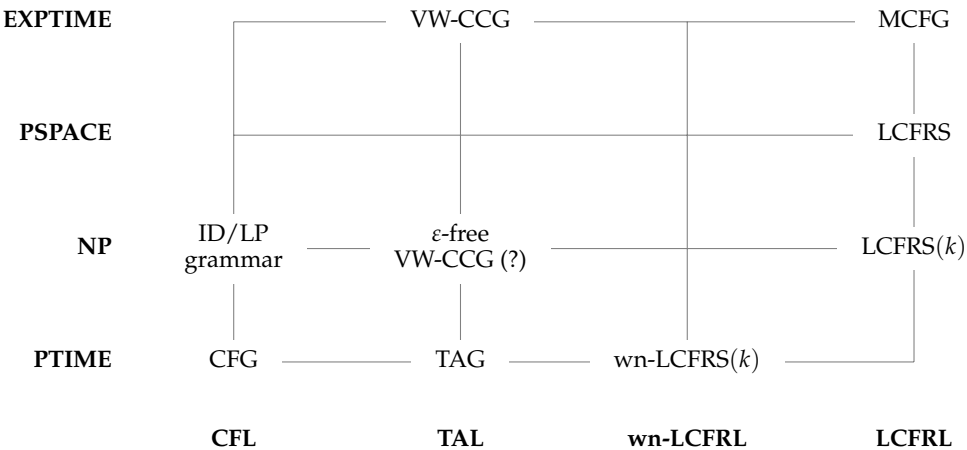 EXPTIME VW-CCG MCFG
PSPACE LCFRS
NP ID/LP grammar ε-free VW-CCG (?) LCFRS(k)
PTIME CFG TAG wn-LCFRS(k)
CFL TAL wn-LCFRL LCFRL